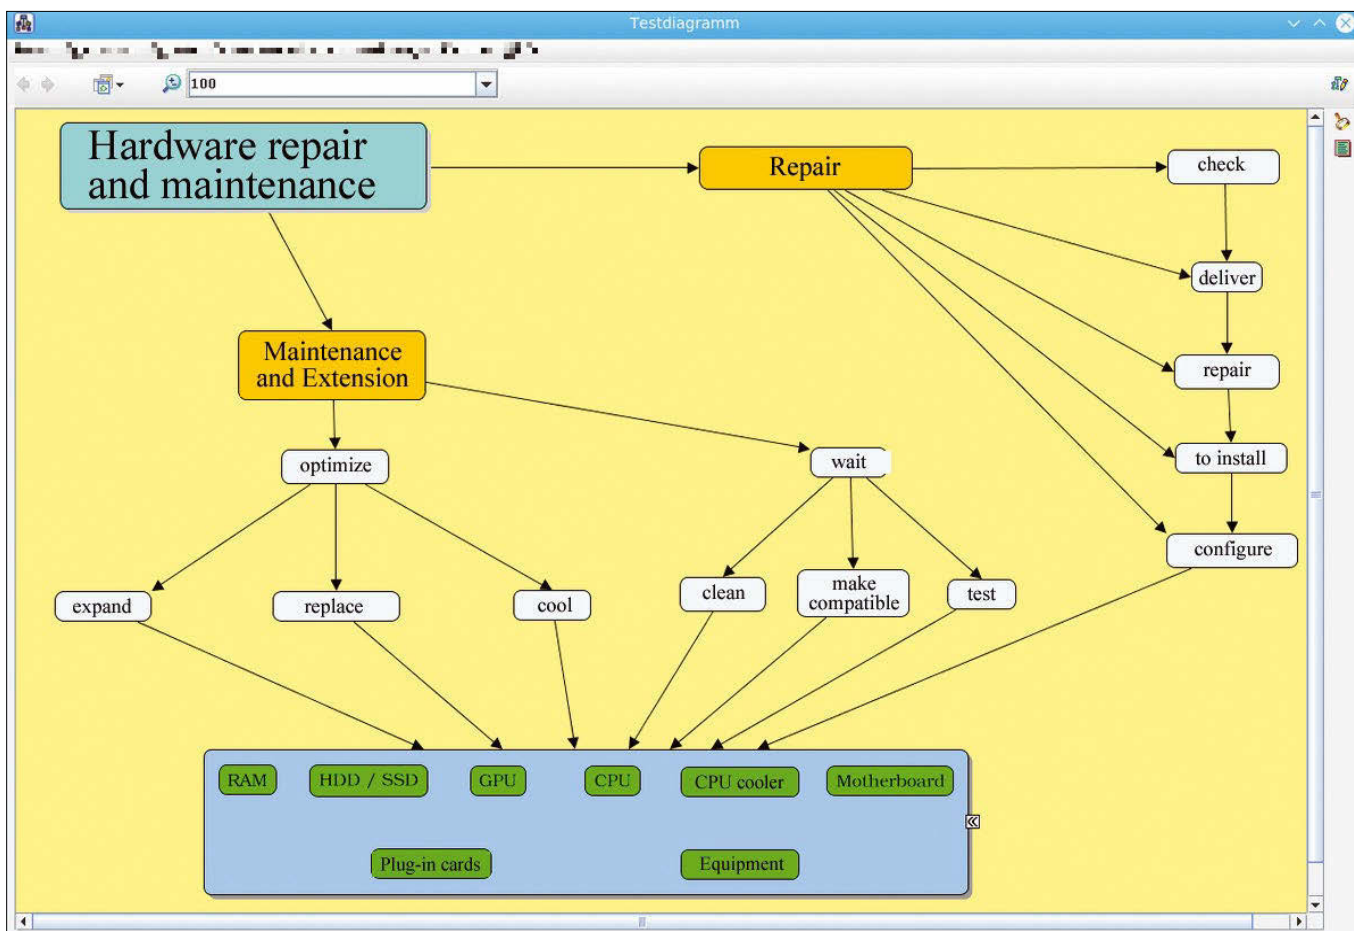 Testdiagramm
100
Hardware repair
and maintenance
Repair
check
deliver
Maintenance
and Extension
repair
optimize
wait
to install
configure
expand
replace
cool
clean
make
compatible
test
RAM
HDD / SSD
GPU
CPU
CPU cooler
Motherboard
Plug-in cards
Equipment